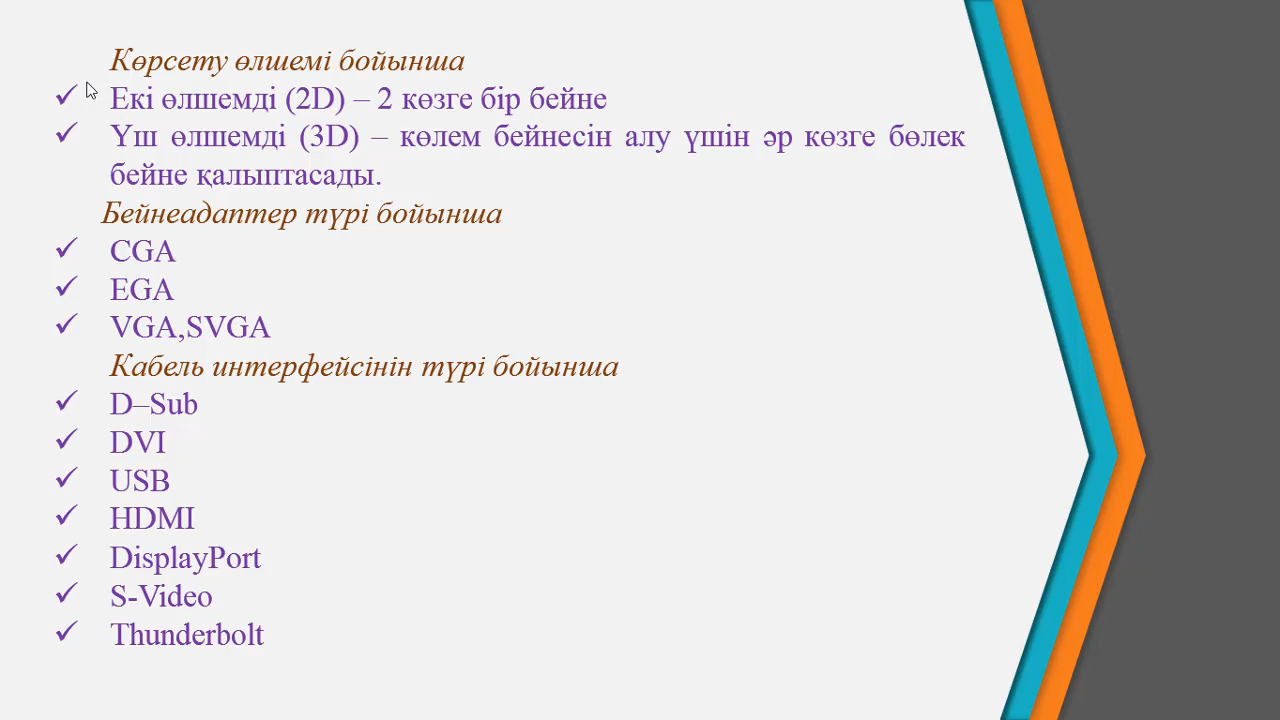 Көрсету өлшемі бойынша
Екі өлшемді (2D) – 2 көзге бір бейне
Үш өлшемді (3D) – көлем бейнесін алу үшін әр көзге бөлек
бейне қалыптасады.
Бейнеадаптер түрі бойынша
CGA
EGA
VGA,SVGA
Кабель интерфейсінін түрі бойынша
D–Sub
DVI
USB
HDMI
DisplayPort
S-Video
Thunderbolt